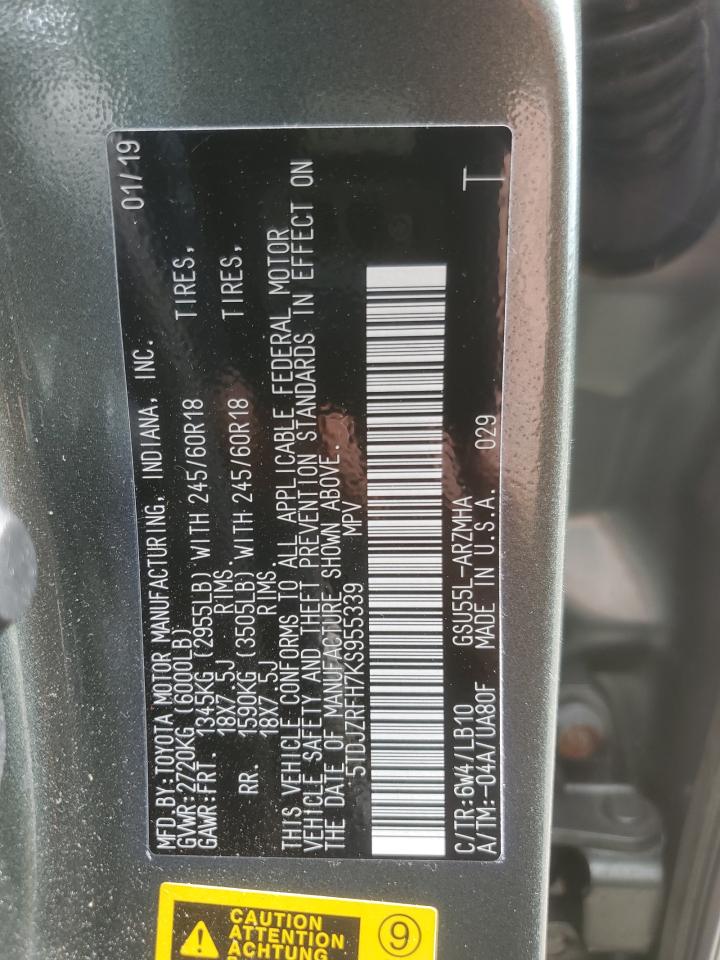 MFD. BY: TOYOTA MOTOR MANUFACTURING, INDIANA, INC. 01/19
GVWR: 2720KG (6000LB)
GAWR: FRT. 1345KG (2955LB) WITH 245/60R18 TIRES,
18X7.5J RIMS.
RR. 1590KG (3505LB) WITH 245/60R18 TIRES,
18X7.5J RIMS.
THIS VEHICLE CONFORMS TO ALL APPLICABLE FEDERAL MOTOR
VEHICLE SAFETY AND THEFT PREVENTION STANDARDS IN EFFECT ON
THE DATE OF MANUFACTURE SHOWN ABOVE.
5TDJZRFH7KS955339 MPV
C/TR: 6W4/LB10 GSU55L-ARZMHA
A/TM: -04A/UA80F MADE IN U.S.A. 029 T
CAUTION
ATTENTION
ACHTUNG
9